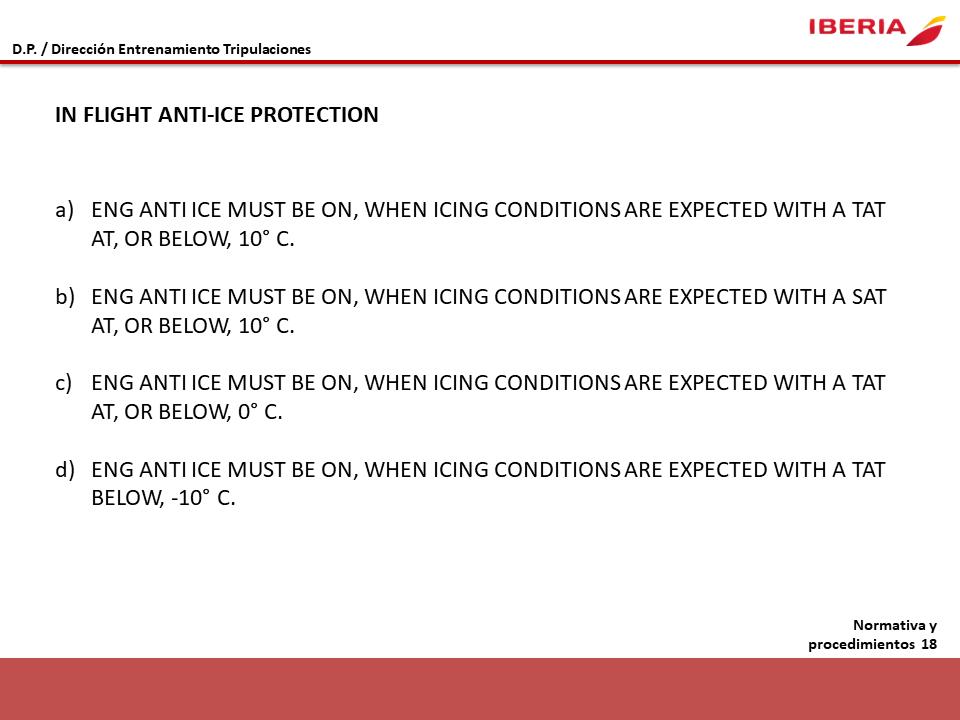 IBERIA
D.P. / Dirección Entrenamiento Tripulaciones
IN FLIGHT ANTI-ICE PROTECTION
a) ENG ANTI ICE MUST BE ON, WHEN ICING CONDITIONS ARE EXPECTED WITH A TAT
AT, OR BELOW, 10° C.
b) ENG ANTI ICE MUST BE ON, WHEN ICING CONDITIONS ARE EXPECTED WITH A SAT
AT, OR BELOW, 10° C.
c) ENG ANTI ICE MUST BE ON, WHEN ICING CONDITIONS ARE EXPECTED WITH A TAT
AT, OR BELOW, 0° C.
d) ENG ANTI ICE MUST BE ON, WHEN ICING CONDITIONS ARE EXPECTED WITH A TAT
BELOW, -10° C.
Normativa y
procedimientos 18